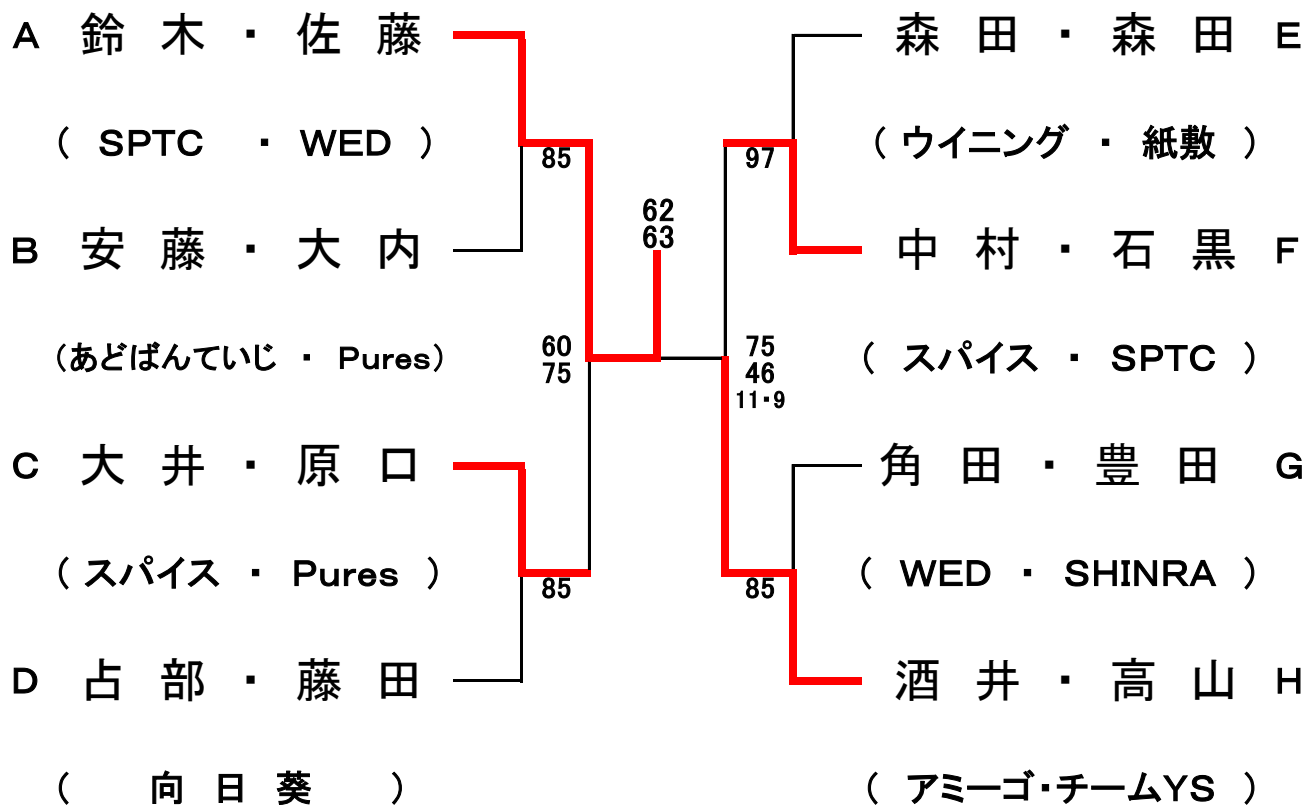 A 鈴木・佐藤
( SPTC ・ WED )
B 安藤・大内
(あどばんていじ ・ Pures)
C 大井・原口
( スパイス ・ Pures )
D 占部・藤田
( 向日葵 )
85
60
75
85
62
63
97
75
46
11・9
85
森田・森田 E
( ウイニング ・ 紙敷 )
中村・石黒 F
( スパイス ・ SPTC )
角田・豊田 G
( WED ・ SHINRA )
酒井・高山 H
( アミーゴ・チームYS )